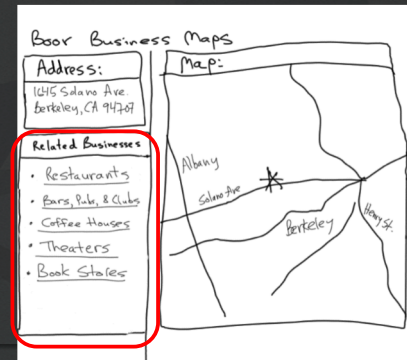 Boor Business Maps
Address:
1645 Solano Ave.
Berkeley, CA 94707
Related Businesses
• Restaurants
• Bars, Pubs, & Clubs
• Coffee Houses
• Theaters
• Book Stores
Map:
Albany
Solano Ave
Berkeley
Henry St.